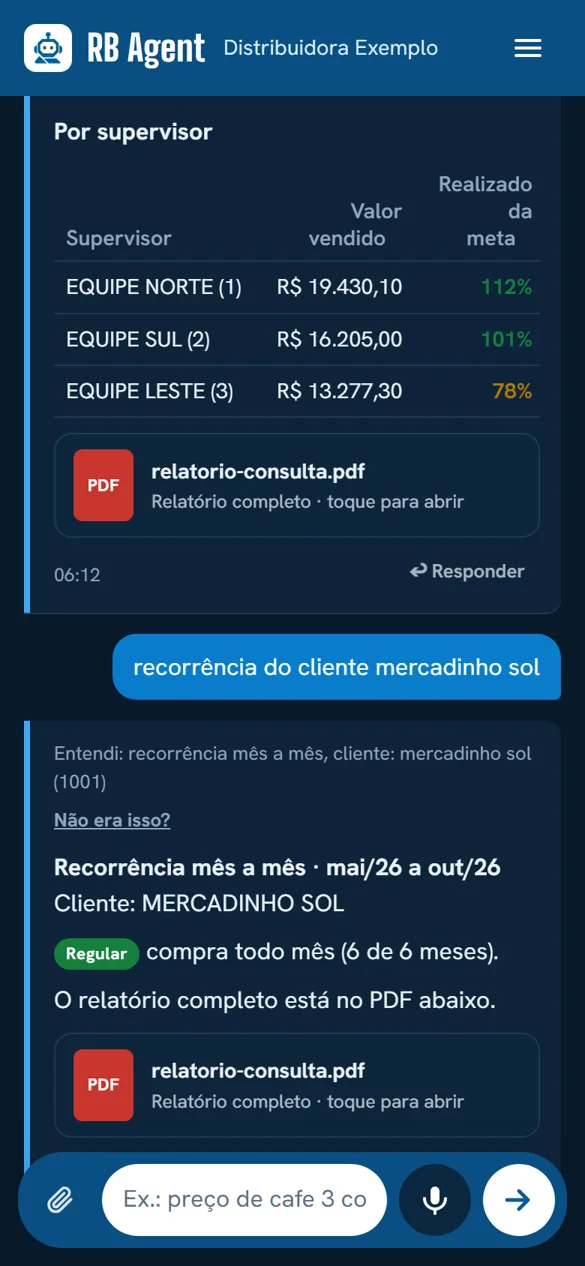 RB Agent Distribuidora Exemplo
Por supervisor
Realizado
Valor da
Supervisor vendido meta
EQUIPE NORTE (1) R$ 19.430,10 112%
EQUIPE SUL (2) R$ 16.205,00 101%
EQUIPE LESTE (3) R$ 13.277,30 78%
PDF
relatorio-consulta.pdf
Relatório completo · toque para abrir
06:12 Responder
recorrência do cliente mercadinho sol
Entendi: recorrência mês a mês, cliente: mercadinho sol
(1001)
Não era isso?
Recorrência mês a mês · mai/26 a out/26
Cliente: MERCADINHO SOL
Regular compra todo mês (6 de 6 meses).
O relatório completo está no PDF abaixo.
PDF
relatorio-consulta.pdf
Relatório completo · toque para abrir
Ex.: preço de cafe 3 co